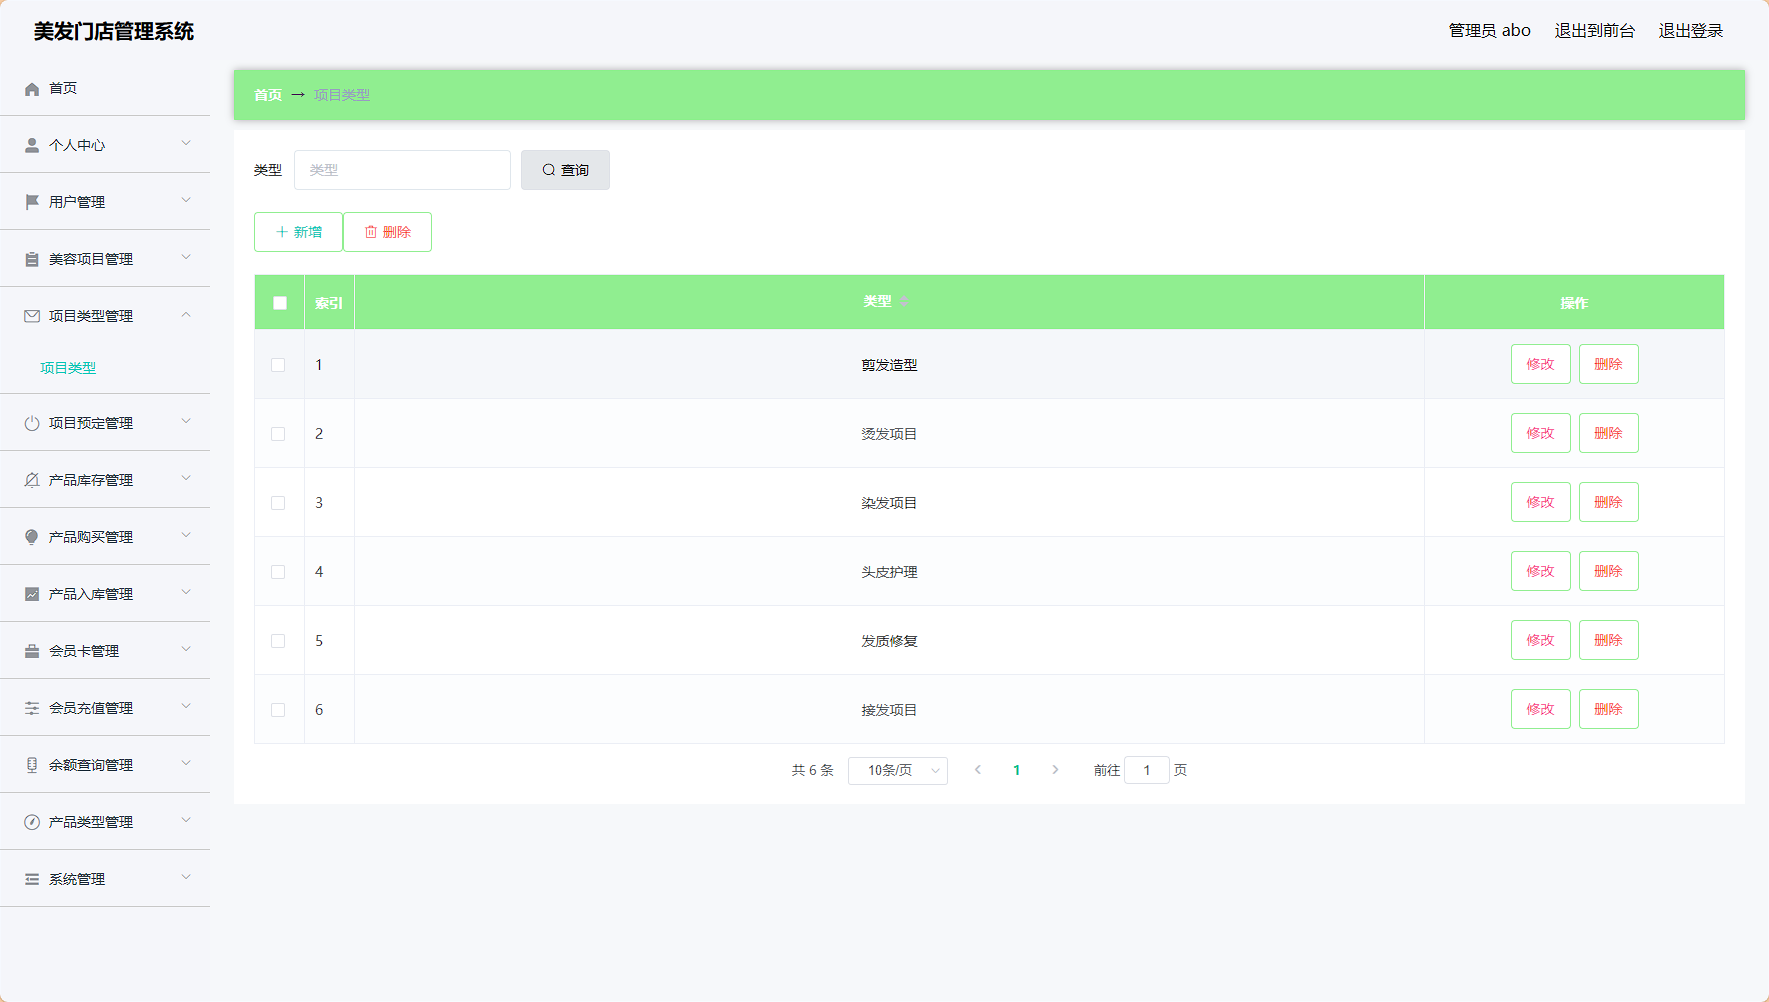 美发门店管理系统
管理员 abo 退出到前台 退出登录
首页
个人中心
用户管理
美容项目管理
项目类型管理
项目类型
项目预定管理
产品库存管理
产品购买管理
产品入库管理
会员卡管理
会员充值管理
余额查询管理
产品类型管理
系统管理
首页 → 项目类型
类型 类型 查询
新增 删除
索引 类型 操作
1 剪发造型 修改 删除
2 烫发项目 修改 删除
3 染发项目 修改 删除
4 头皮护理 修改 删除
5 发质修复 修改 删除
6 接发项目 修改 删除
共 6 条 10条/页 1 前往 1 页